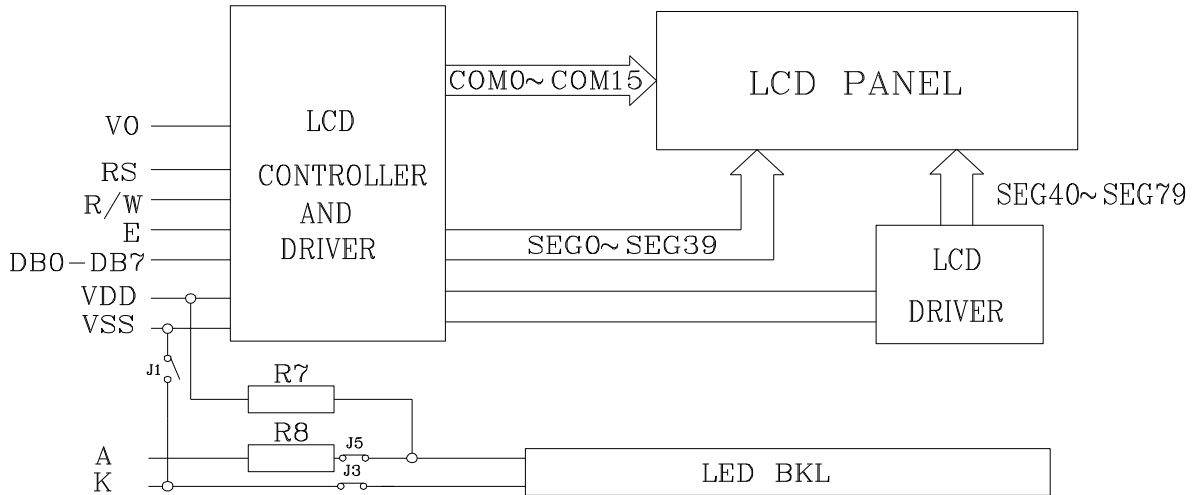 LCD
CONTROLLER
AND
DRIVER
V0
RS
R/W
E
DB0-DB7
VDD
VSS
COM0~COM15
LCD PANEL
SEG0~SEG39
SEG40~SEG79
LCD
DRIVER
J1
R7
R8
J5
J3
A
K
LED BKL